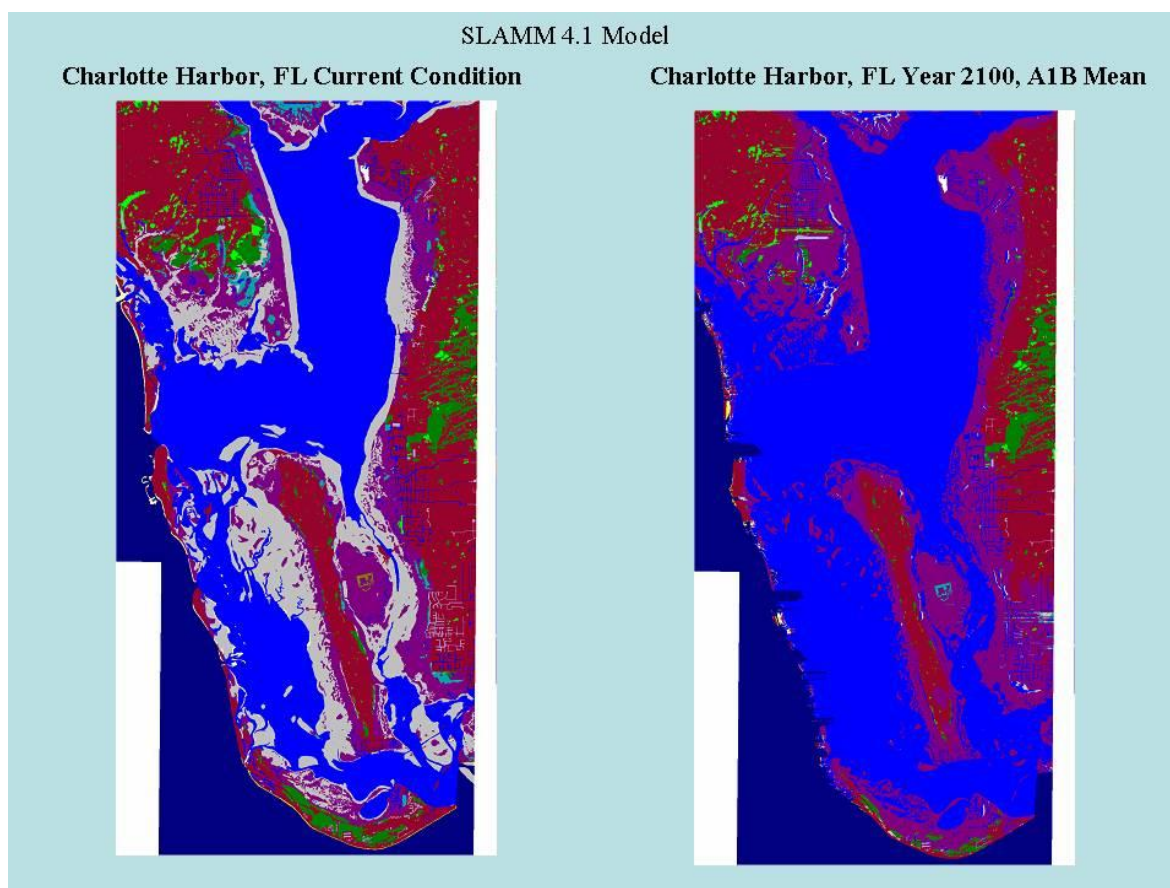 SLAMM 4.1 Model
Charlotte Harbor, FL Current Condition
Charlotte Harbor, FL Year 2100, A1B Mean